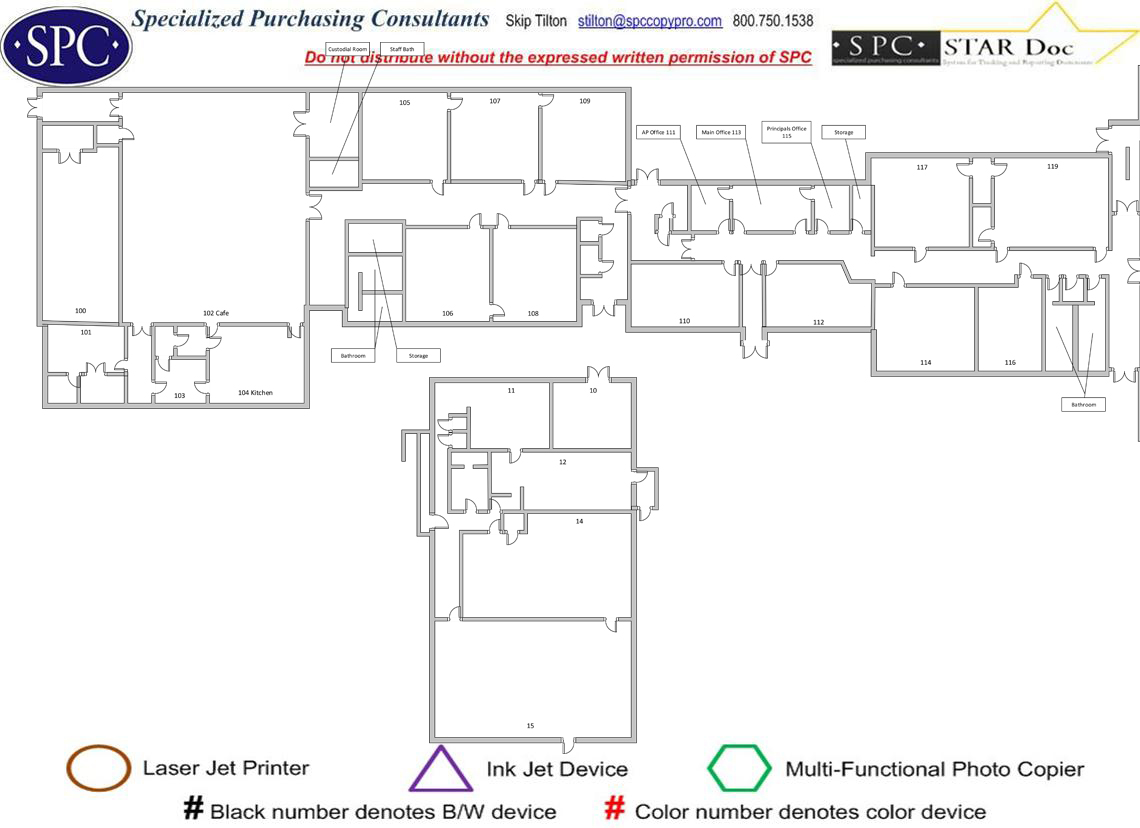 SPC
Specialized Purchasing Consultants Skip Tilton stilton@spccopypro.com 800.750.1538
Do not distribute without the expressed written permission of SPC
SPC STAR Doc
specialized purchasing consultants System for Tracking and Reporting Documents
Custodial Room Staff Bath
105 107 109
AP Office 111 Main Office 113 Principals Office 115 Storage
117 119
100 102 Cafe 106 108 110 112
101
Bathroom Storage
114 116
103 104 Kitchen
Bathroom
11 10
12
14
15
Laser Jet Printer Ink Jet Device Multi-Functional Photo Copier
# Black number denotes B/W device # Color number denotes color device